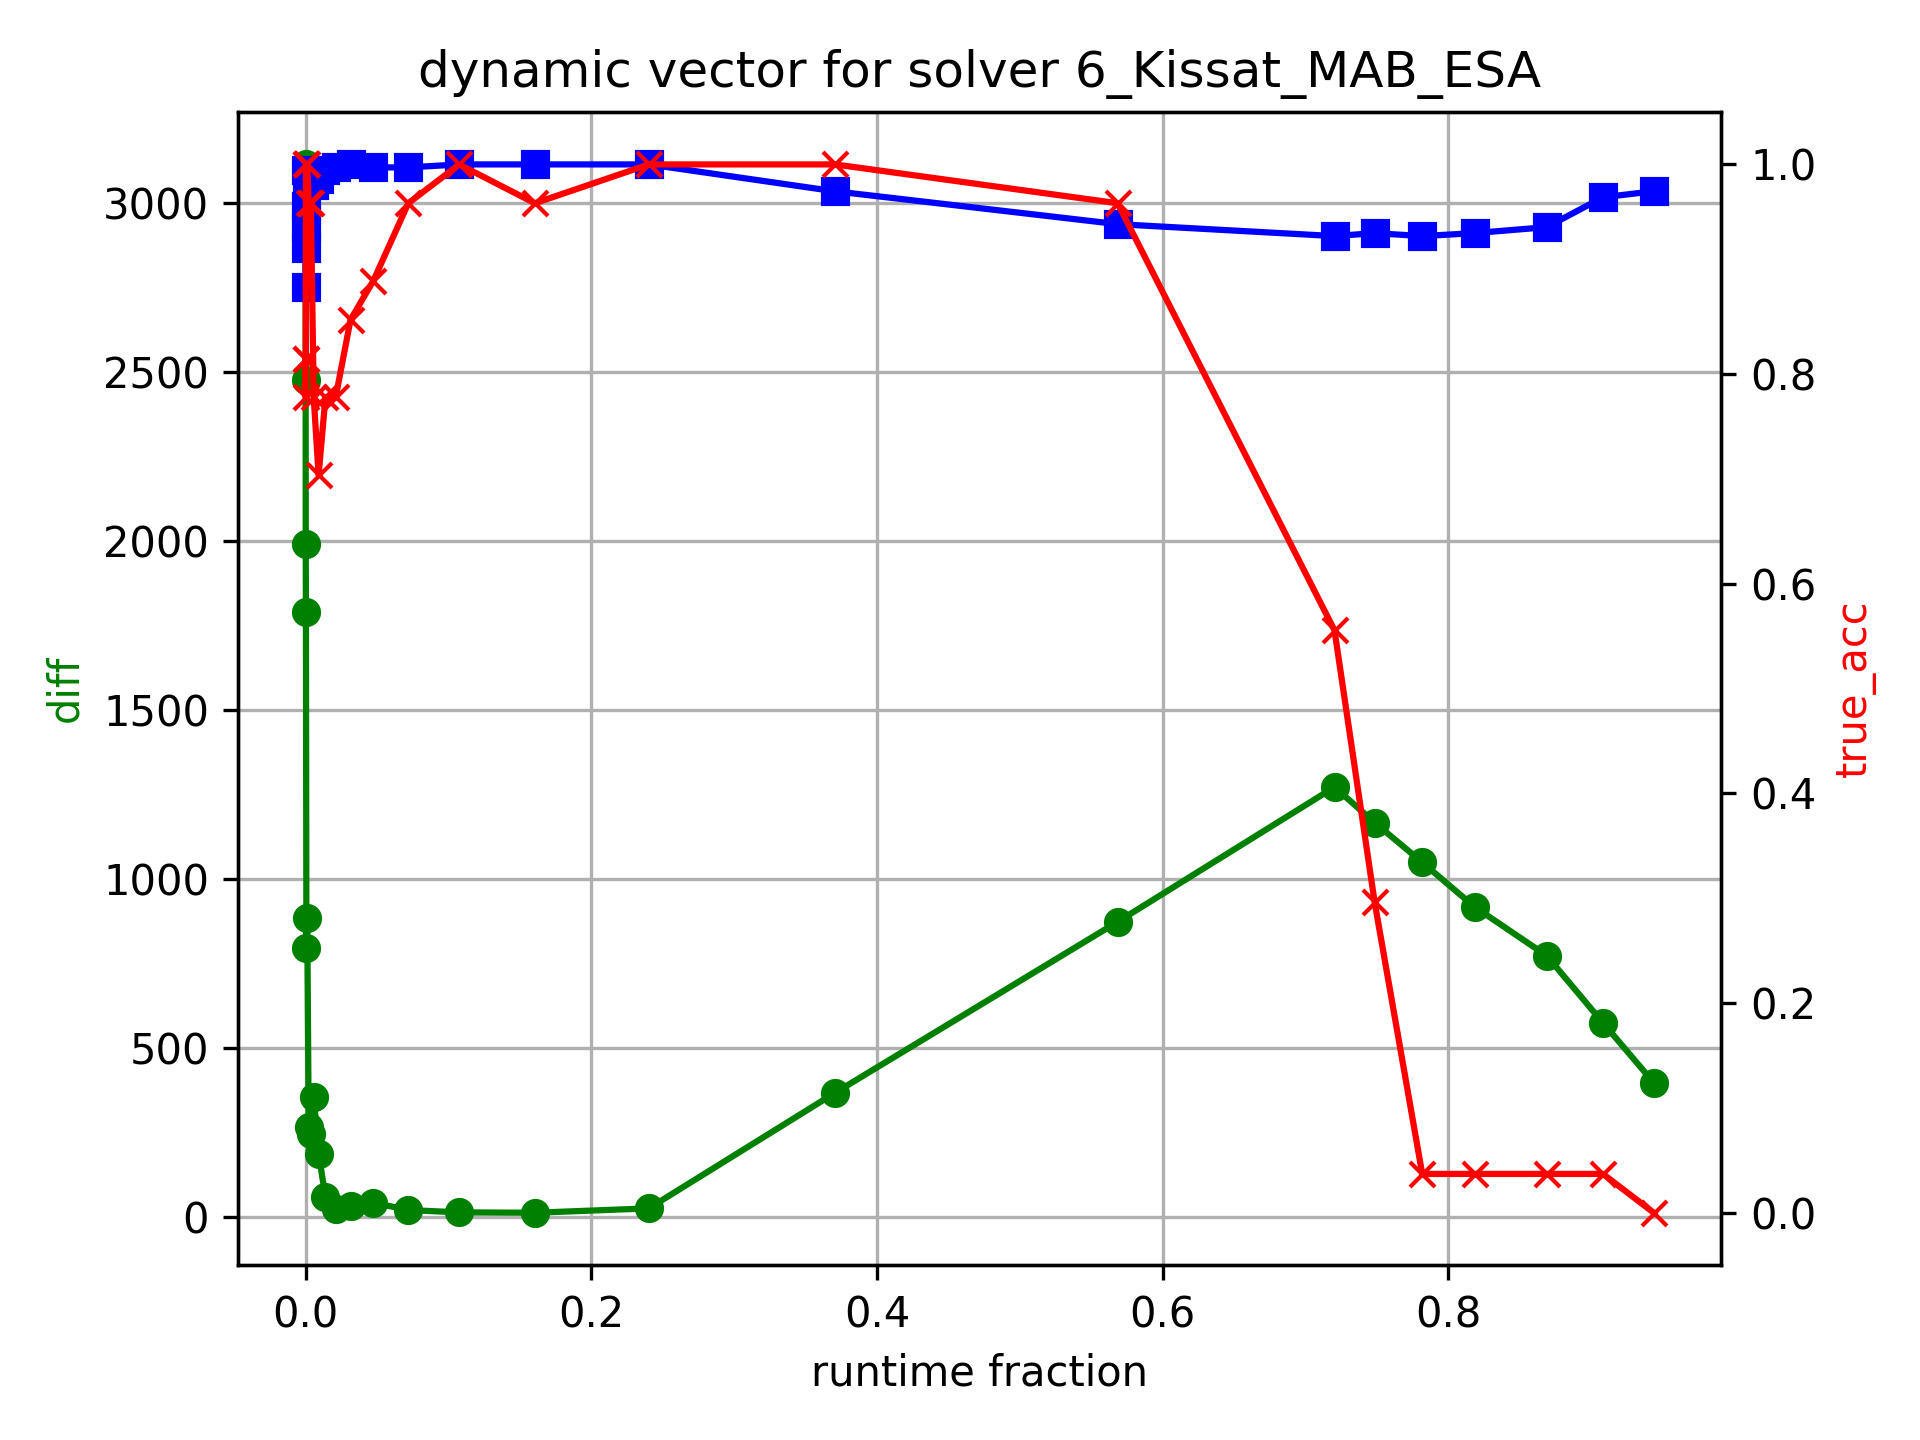 dynamic vector for solver 6_Kissat_MAB_ESA
3000
2500
2000
1500
1000
500
0
diff
1.0
0.8
0.6
0.4
0.2
0.0
true_acc
0.0 0.2 0.4 0.6 0.8
runtime fraction